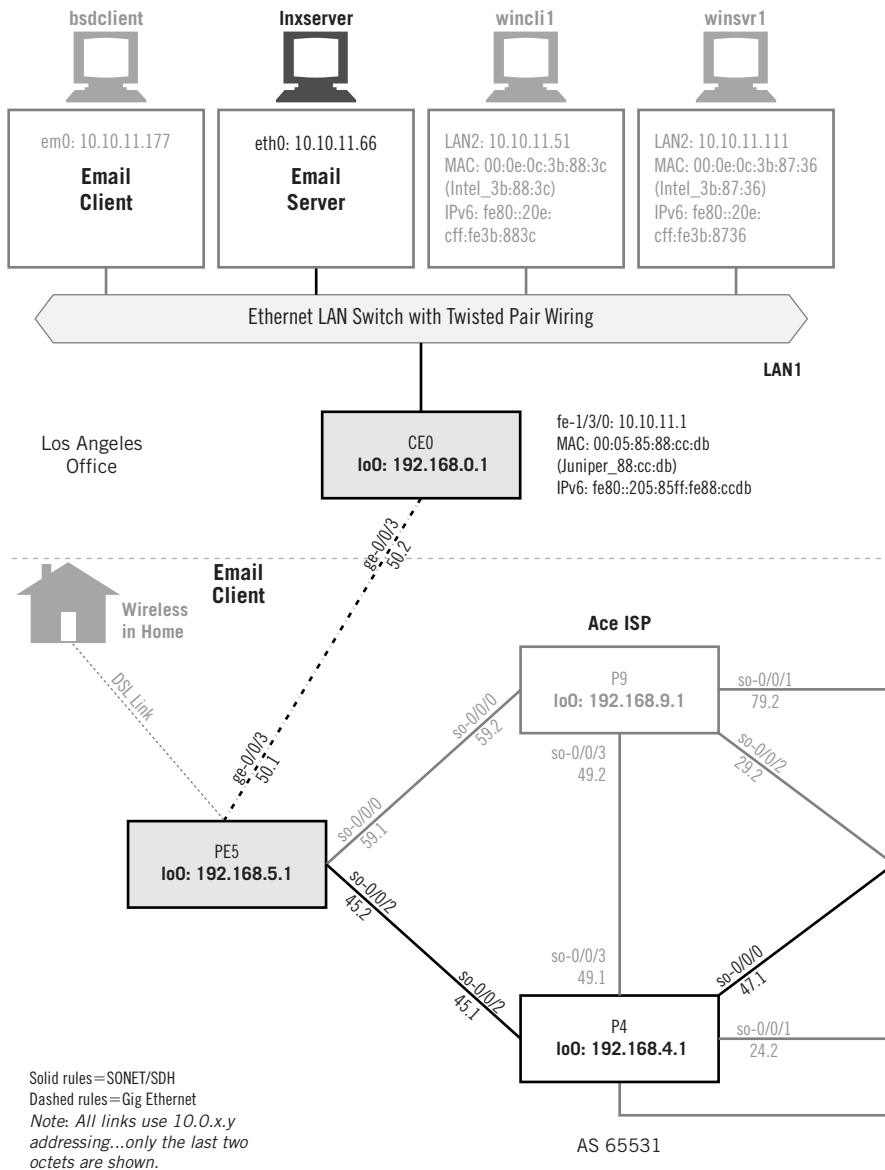 bsdclient
lnxserver
wincli1
winsvr1
em0: 10.10.11.177
Email
Client
eth0: 10.10.11.66
Email
Server
LAN2: 10.10.11.51
MAC: 00:0e:0c:3b:88:3c
(Intel_3b:88:3c)
IPv6: fe80::20e:
cff:fe3b:883c
LAN2: 10.10.11.111
MAC: 00:0e:0c:3b:87:36
(Intel_3b:87:36)
IPv6: fe80::20e:
cff:fe3b:8736
Ethernet LAN Switch with Twisted Pair Wiring
LAN1
Los Angeles
Office
CE0
lo0: 192.168.0.1
fe-1/3/0: 10.10.11.1
MAC: 00:05:85:88:cc:db
(Juniper_88:cc:db)
IPv6: fe80::205:85ff:fe88:ccdb
ge-0/0/3
50.2
Email
Client
Wireless
in Home
DSL Link
ge-0/0/3
50.1
Ace ISP
P9
lo0: 192.168.9.1
so-0/0/1
79.2
so-0/0/0
59.2
so-0/0/3
49.2
so-0/0/2
29.2
PE5
lo0: 192.168.5.1
so-0/0/0
59.1
so-0/0/2
45.2
so-0/0/2
45.1
so-0/0/3
49.1
so-0/0/0
47.1
P4
lo0: 192.168.4.1
so-0/0/1
24.2
Solid rules=SONET/SDH
Dashed rules=Gig Ethernet
Note: All links use 10.0.x.y
addressing...only the last two
octets are shown.
AS 65531